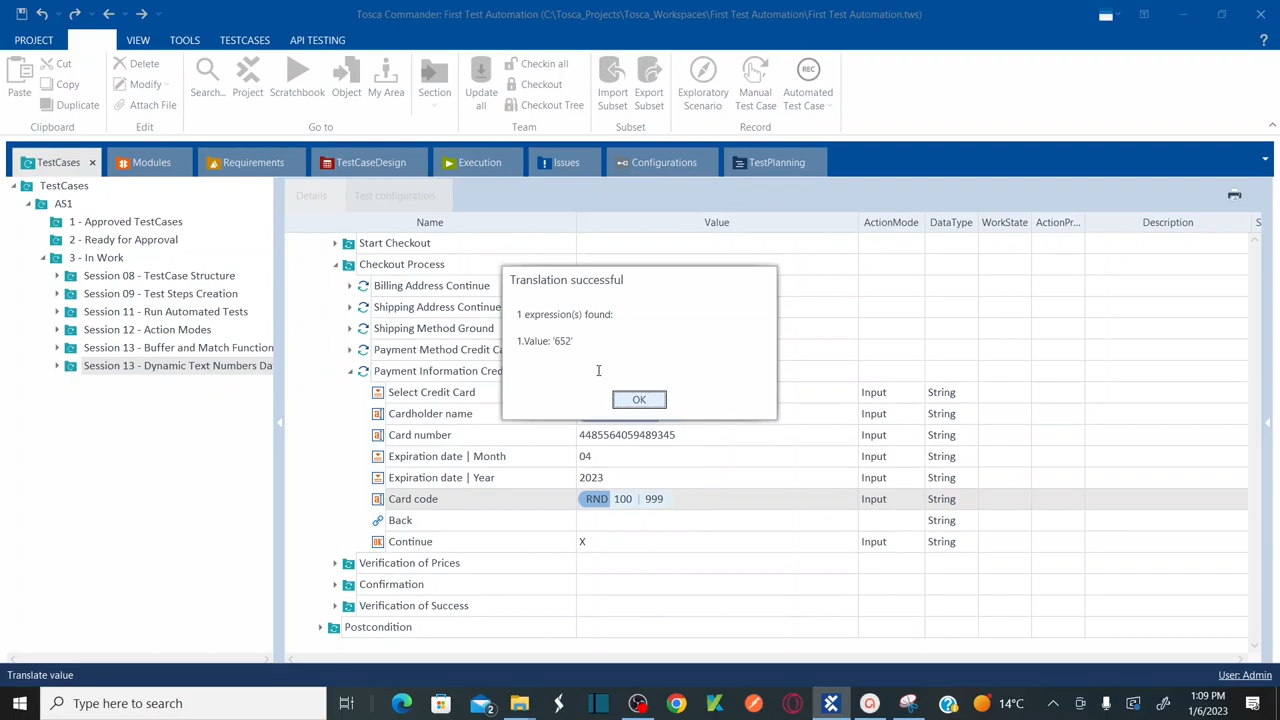 Tosca Commander: First Test Automation (C:\Tosca_Projects\Tosca_Workspaces\First Test Automation\First Test Automation.tws)
PROJECT VIEW TOOLS TESTCASES API TESTING ?
Paste Cut Copy Duplicate
Delete Modify Attach File
Search... Project Scratchbook Object My Area Section
Update all Checkin all Checkout Checkout Tree
Import Subset Export Subset
Exploratory Scenario Manual Test Case REC Automated Test Case
Clipboard Edit Go to Team Subset Record
TestCases Modules Requirements TestCaseDesign Execution Issues Configurations TestPlanning
TestCases
AS1
1 - Approved TestCases
2 - Ready for Approval
3 - In Work
Session 08 - TestCase Structure
Session 09 - Test Steps Creation
Session 11 - Run Automated Tests
Session 12 - Action Modes
Session 13 - Buffer and Match Function
Session 13 - Dynamic Text Numbers Da
Details Test configuration
Name Value ActionMode DataType WorkState ActionPr... Description S
Start Checkout
Checkout Process
Billing Address Continue
Shipping Address Continue
Shipping Method Ground
Payment Method Credit Ca
Payment Information Cred
Select Credit Card Input String
Cardholder name Input String
Card number 4485564059489345 Input String
Expiration date | Month 04 Input String
Expiration date | Year 2023 Input String
Card code RND 100 999 Input String
Back String
Continue X Input String
Verification of Prices
Confirmation
Verification of Success
Postcondition
Translation successful
1 expression(s) found:
1.Value: '652'
OK
Translate value User: Admin
Type here to search 2 14°C 1:09 PM
1/6/2023